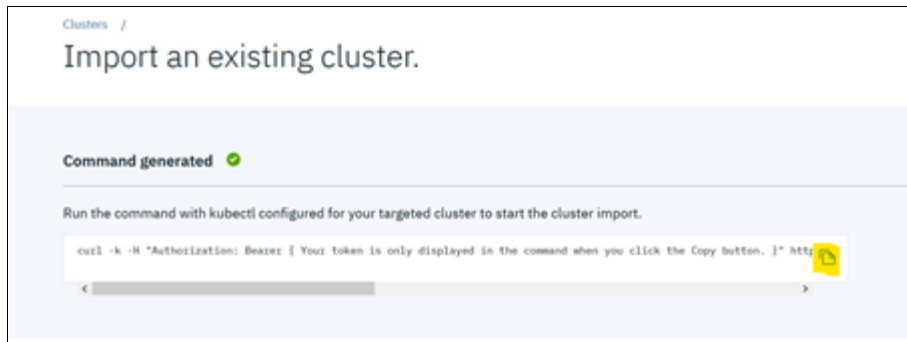 Clusters /
Import an existing cluster.
Command generated
Run the command with kubectl configured for your targeted cluster to start the cluster import.
curl -k -H "Authorization: Bearer { Your token is only displayed in the command when you click the Copy button. }" http